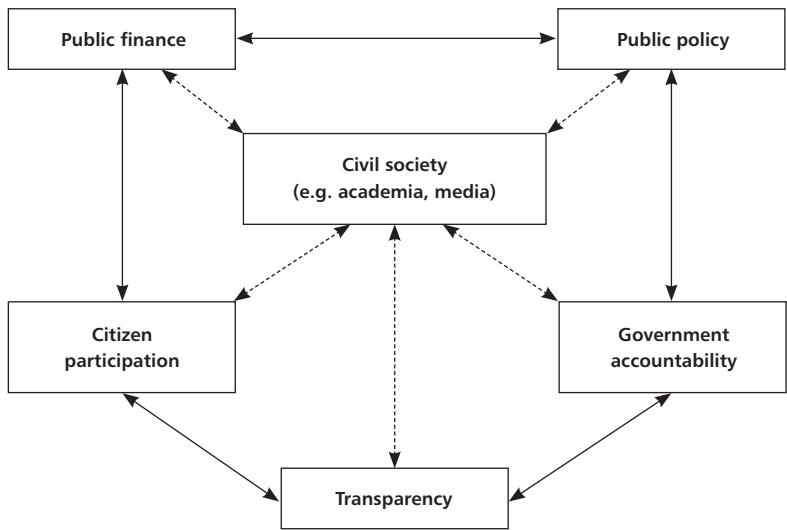 Public finance
Public policy
Civil society
(e.g. academia, media)
Citizen
participation
Government
accountability
Transparency